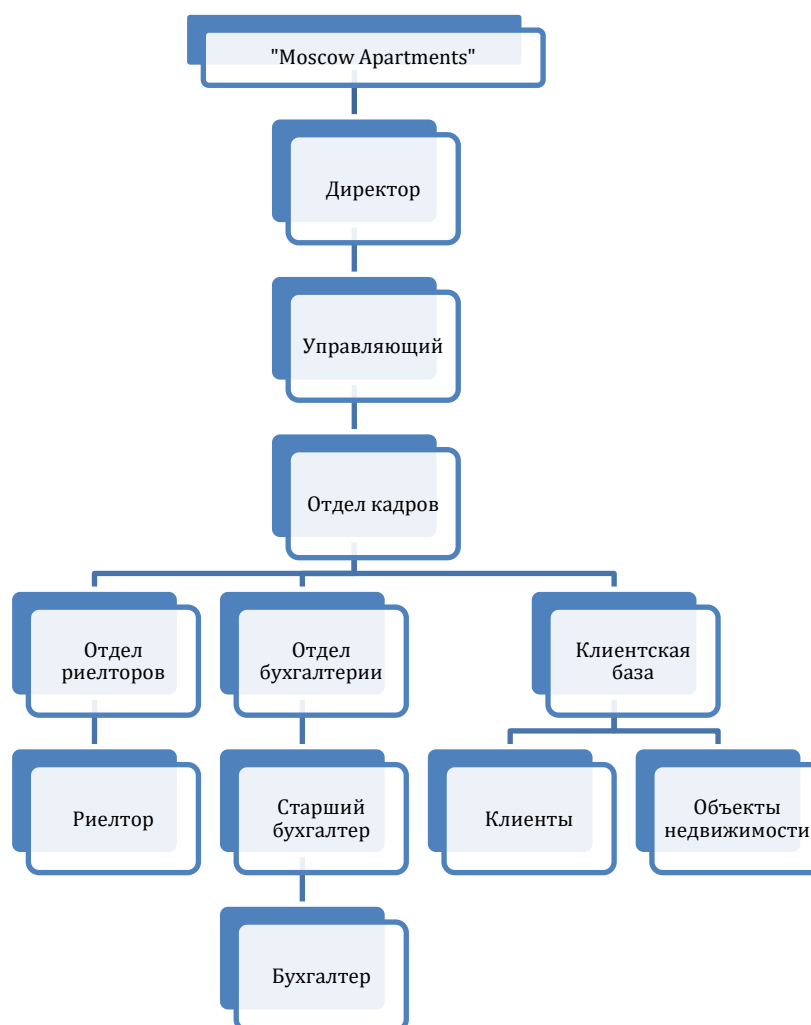 "Moscow Apartments"
Директор
Управляющий
Отдел кадров
Отдел
риелторов
Отдел
бухгалтерии
Клиентская
база
Риелтор
Старший
бухгалтер
Клиенты
Объекты
недвижимости
Бухгалтер